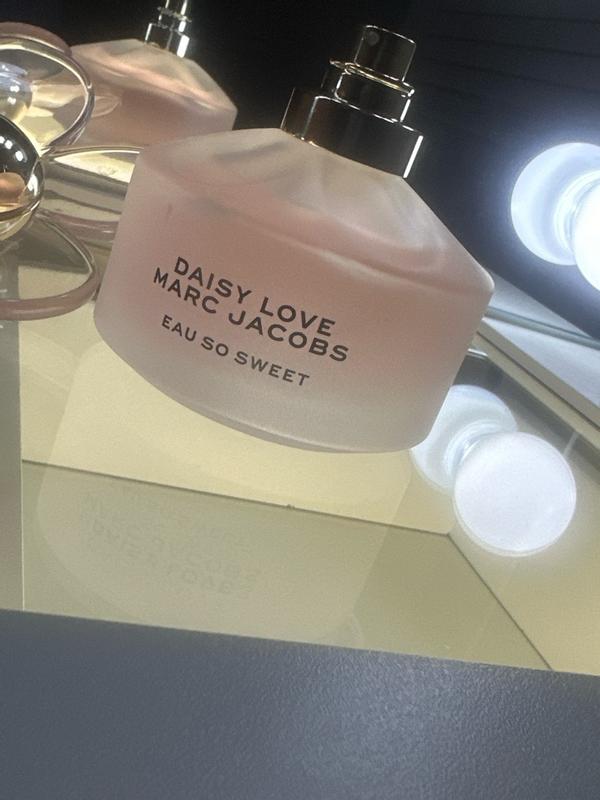 DAISY LOVE
MARC JACOBS
EAU SO SWEET